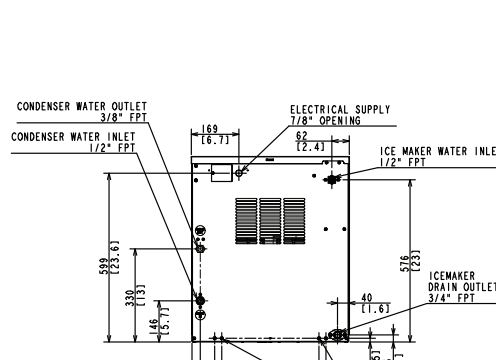 CONDENSER WATER OUTLET
3/8" FPT
CONDENSER WATER INLET
1/2" FPT
ELECTRICAL SUPPLY
7/8" OPENING
169
[6.7]
62
[2.4]
ICE MAKER WATER INLE
1/2" FPT
599
[23.6]
330
[13]
146
[5.7]
576
[23]
40
[1.6]
ICEMAKER
DRAIN OUTLET
3/4" FPT